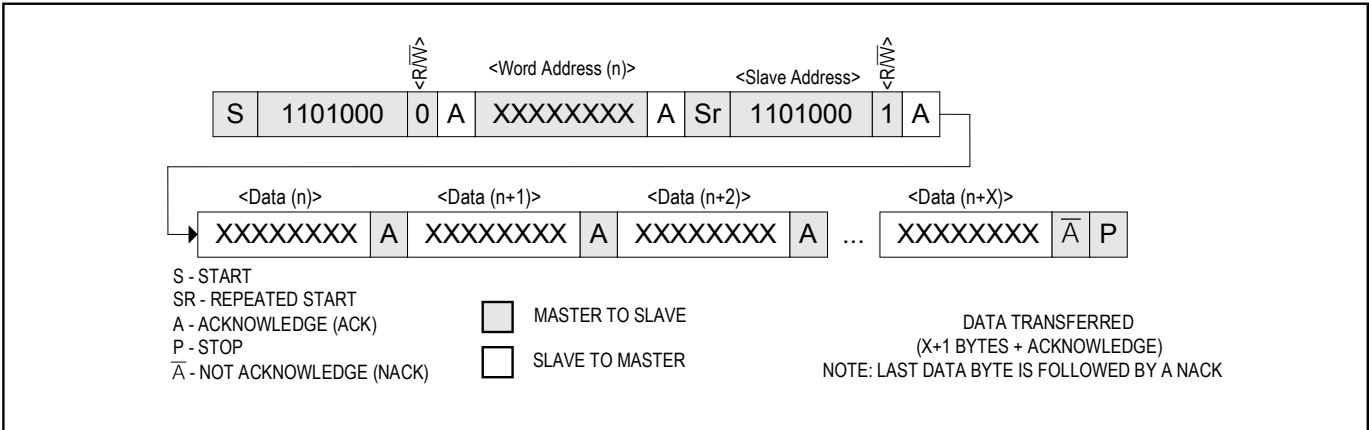 <R/W̅>
<Word Address (n)>
<Slave Address>
<R/W̅>
S 1101000 0 A XXXXXXXX A Sr 1101000 1 A
<Data (n)> <Data (n+1)> <Data (n+2)> <Data (n+X)>
XXXXXXXX A XXXXXXXX A XXXXXXXX A ... XXXXXXXX A̅ P
S - START
SR - REPEATED START
A - ACKNOWLEDGE (ACK)
P - STOP
A̅ - NOT ACKNOWLEDGE (NACK)
MASTER TO SLAVE
SLAVE TO MASTER
DATA TRANSFERRED
(X+1 BYTES + ACKNOWLEDGE)
NOTE: LAST DATA BYTE IS FOLLOWED BY A NACK